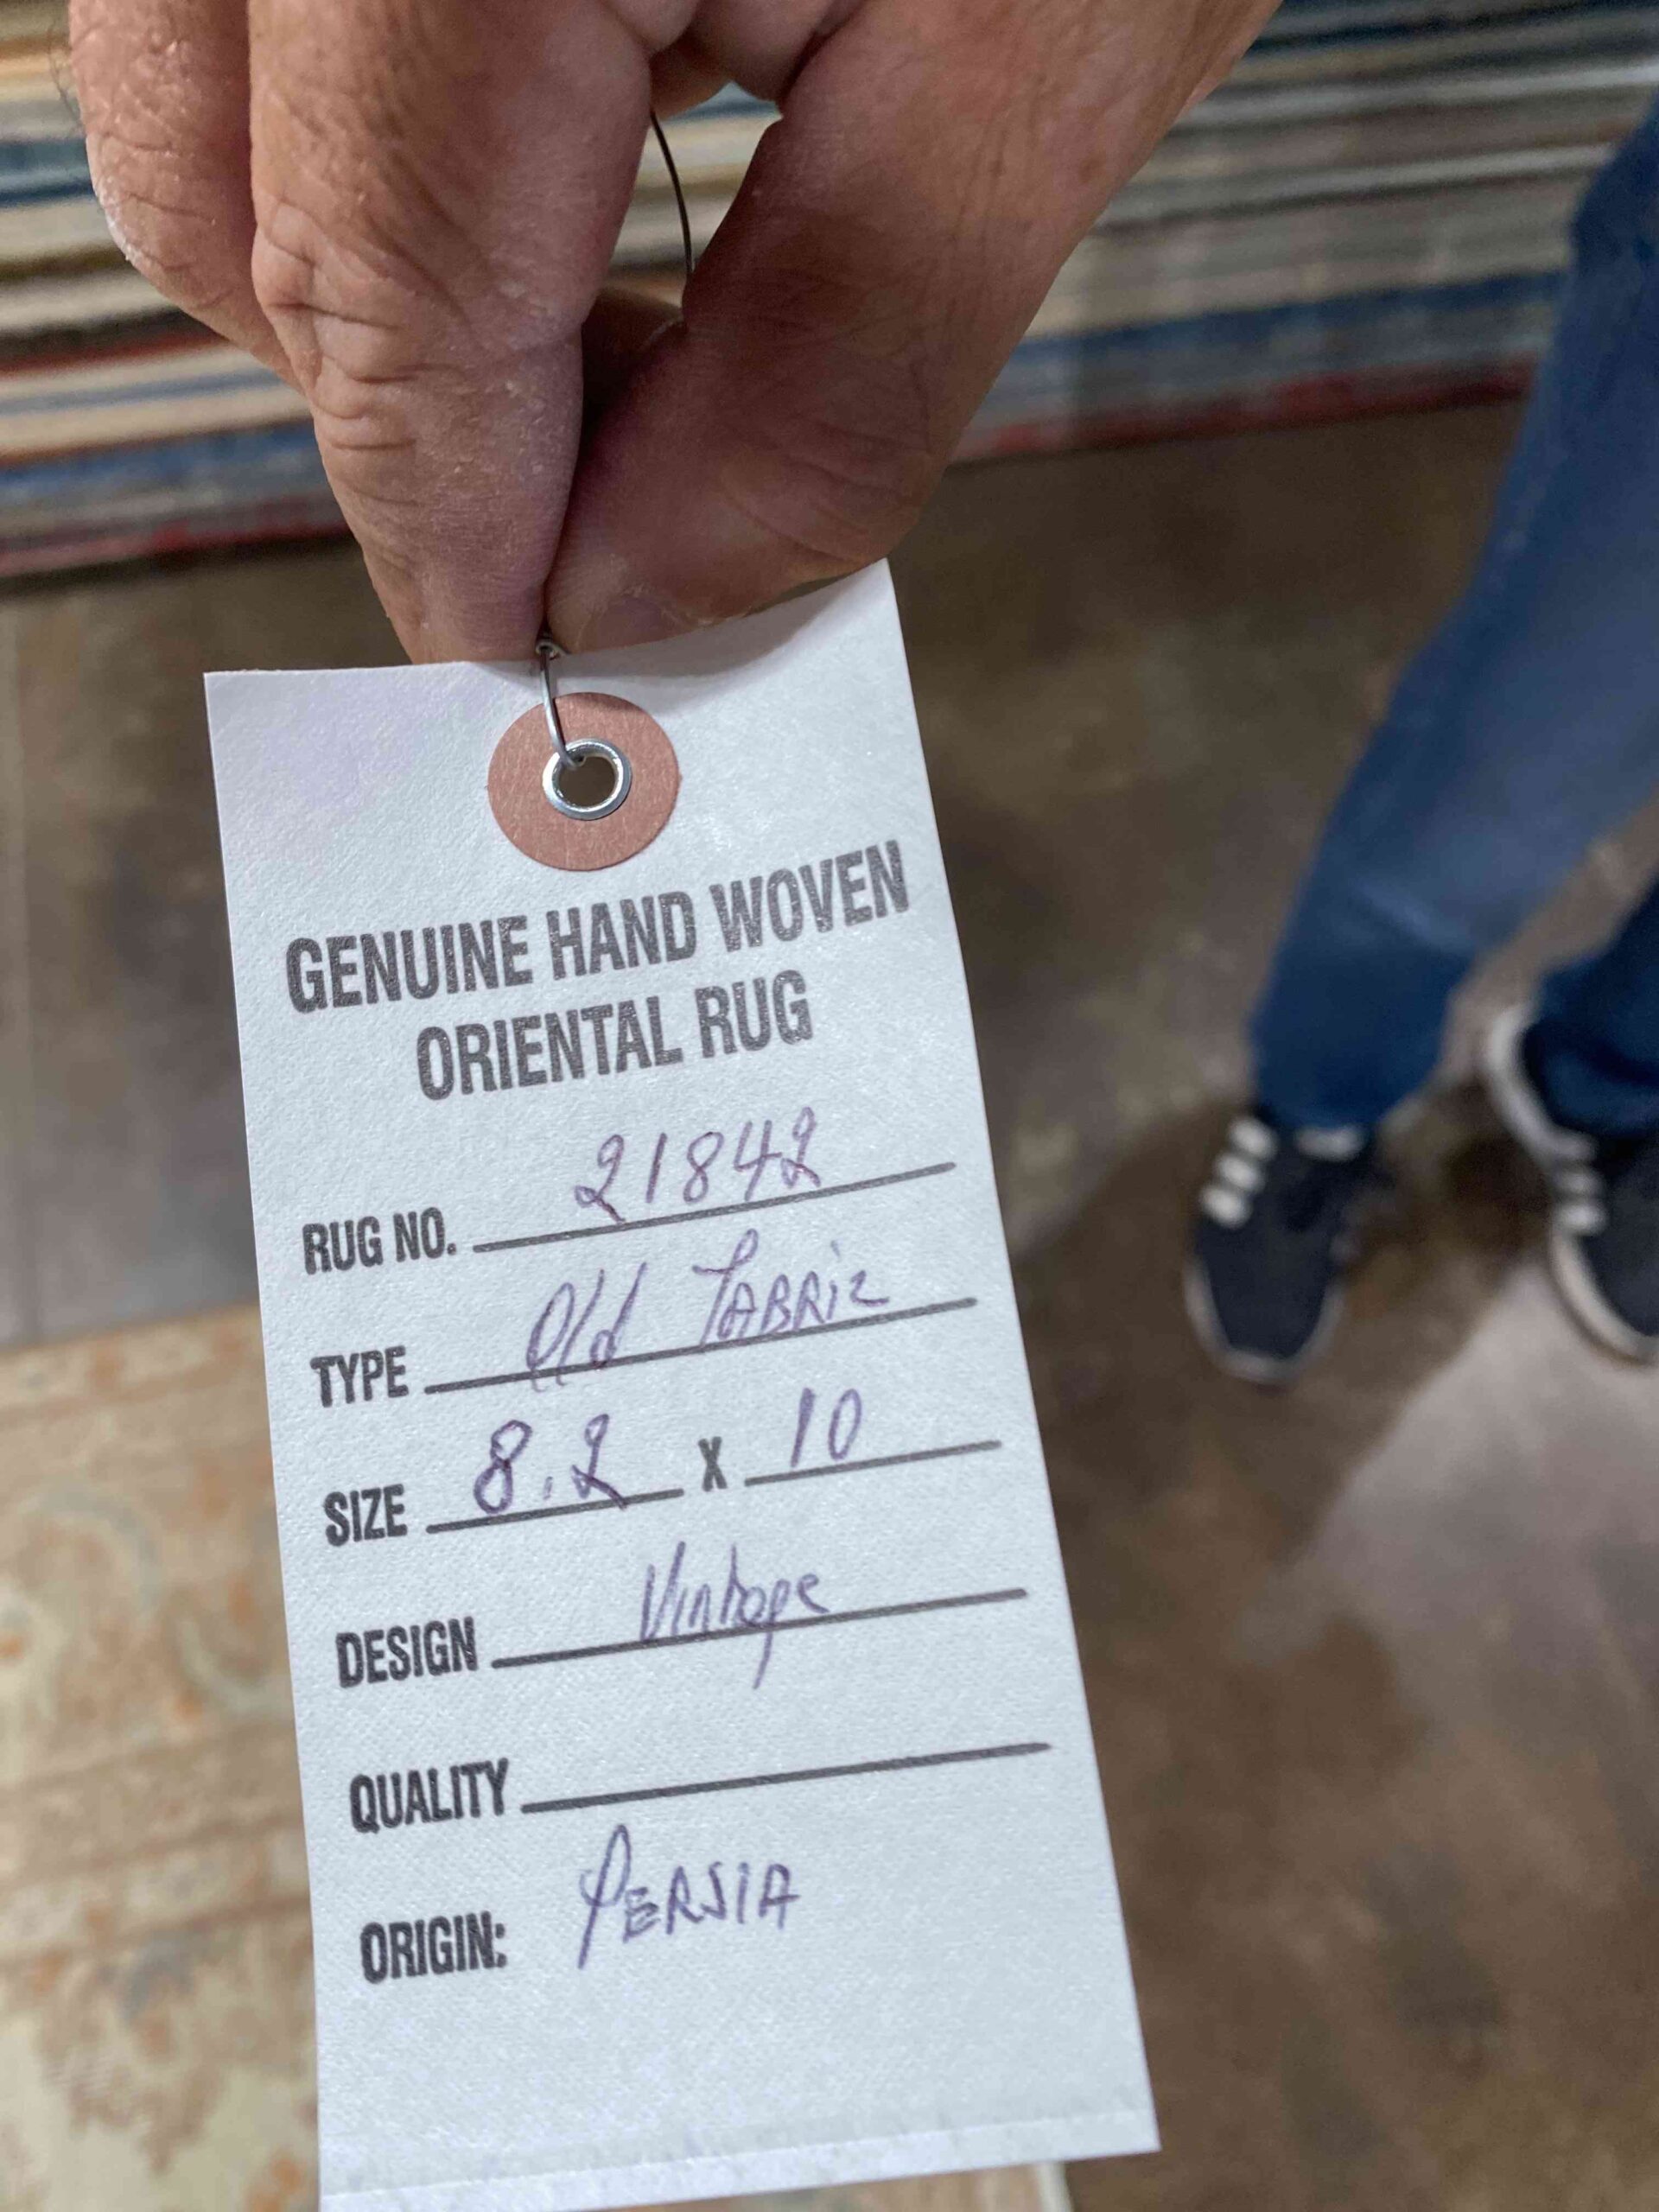 GENUINE HAND WOVEN
ORIENTAL RUG
RUG NO. 21842
TYPE Old TABRiz
SIZE 8.2 X 10
DESIGN Vintage
QUALITY
ORIGIN: PERSIA